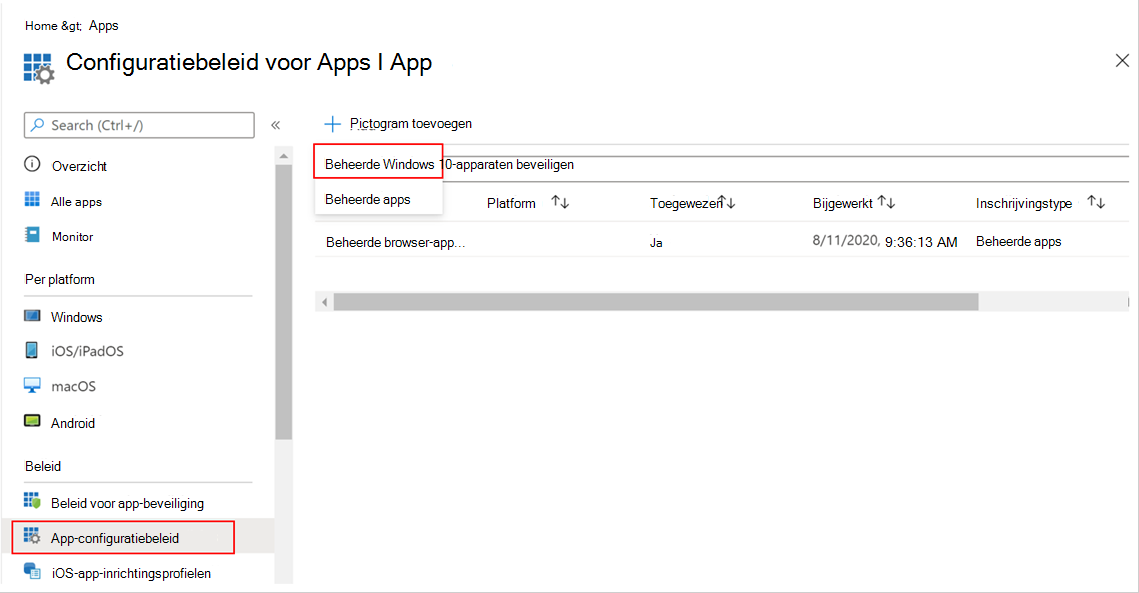 Home &gt; Apps
Configuratiebeleid voor Apps I App
Search (Ctrl+/)
«
Pictogram toevoegen
Overzicht
Alle apps
Monitor
Per platform
Windows
iOS/iPadOS
macOS
Android
Beleid
Beleid voor app-beveiliging
App-configuratiebeleid
iOS-app-inrichtingsprofielen
Beheerde Windows 10-apparaten beveiligen
Beheerde apps
Platform Toegewezen Bijgewerkt Inschrijvingstype
Beheerde browser-app... Ja 8/11/2020, 9:36:13 AM Beheerde apps